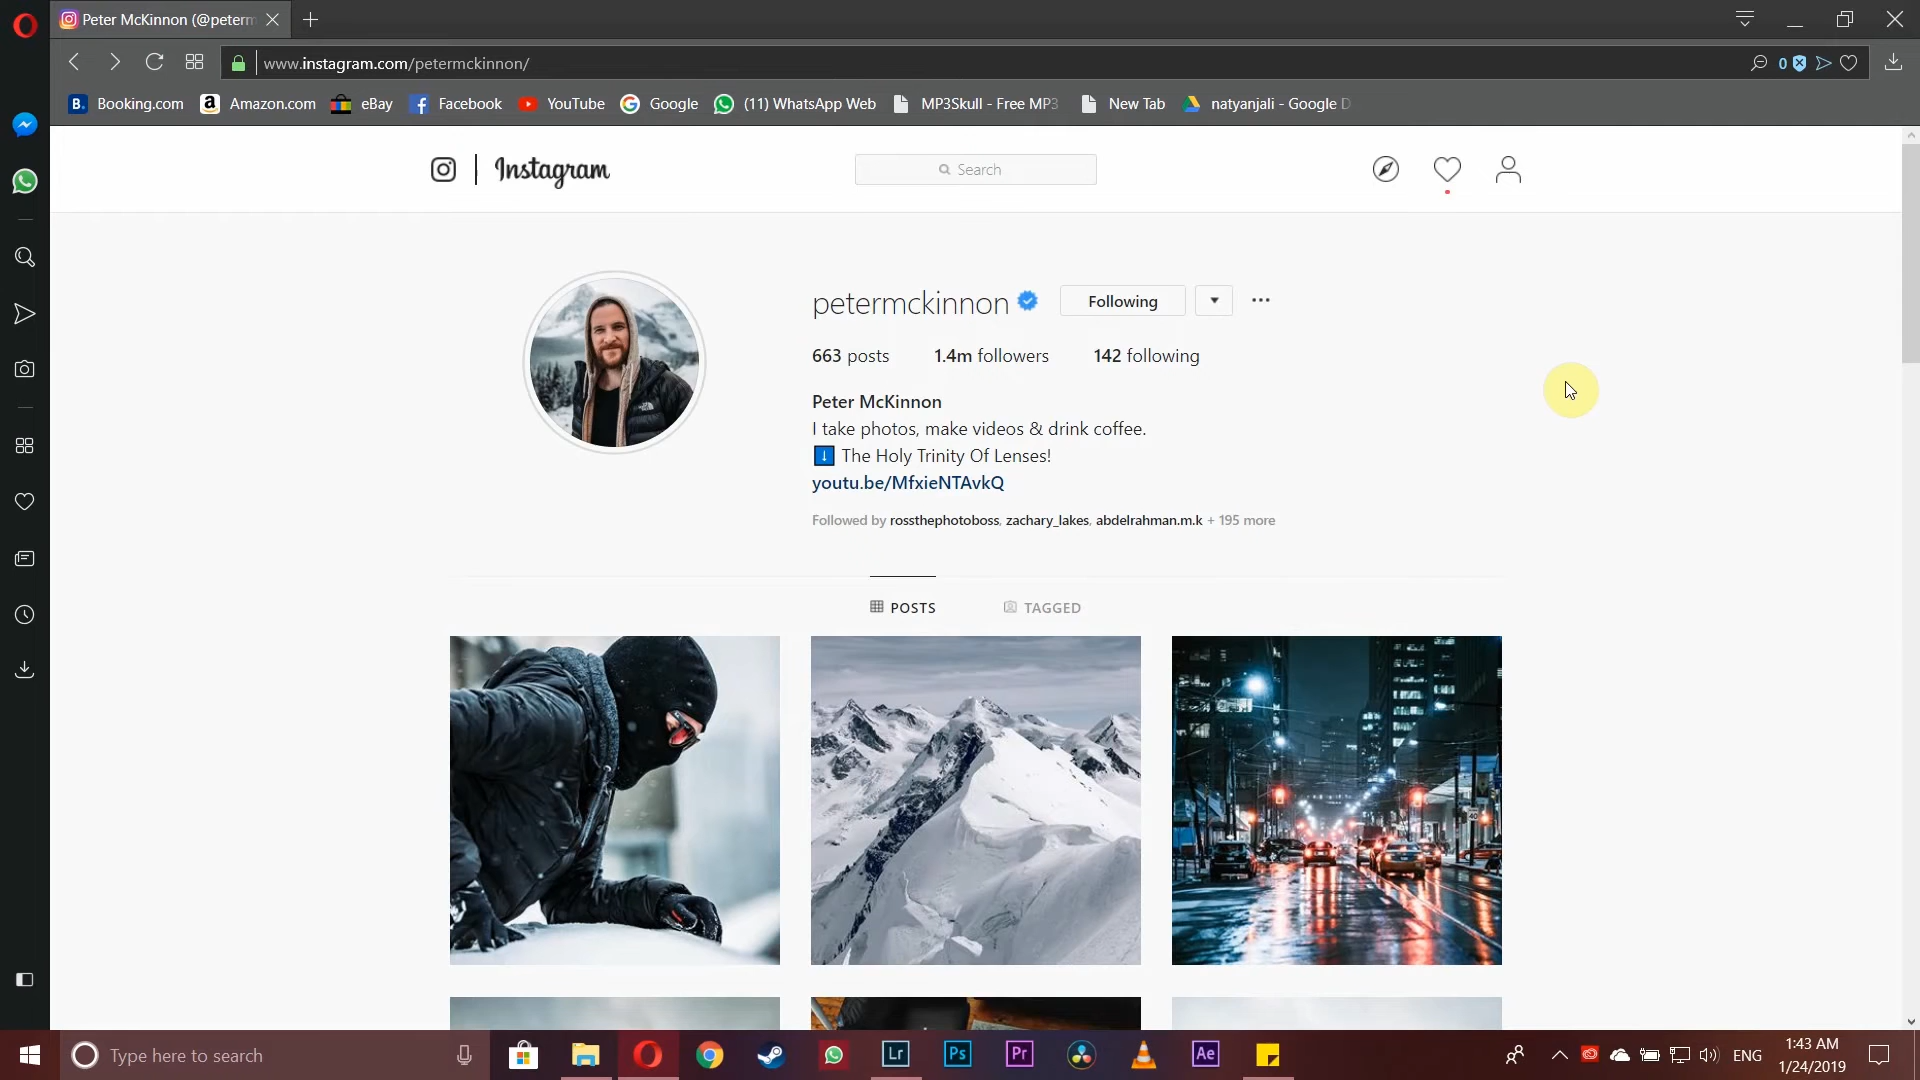 Peter McKinnon (@peterm
www.instagram.com/petermckinnon/
0
B. Booking.com
Amazon.com
eBay
Facebook
YouTube
Google
(11) WhatsApp Web
MP3Skull - Free MP3
New Tab
natyanjali - Google D
Instagram
Search
petermckinnon
Following
663 posts
1.4m followers
142 following
Peter McKinnon
I take photos, make videos & drink coffee.
The Holy Trinity Of Lenses!
youtu.be/MfxieNTAvkQ
Followed by rossthephotoboss, zachary_lakes, abdelrahman.m.k + 195 more
POSTS
TAGGED
Type here to search
Lr
Ps
Pr
Ae
ENG
1:43 AM
1/24/2019